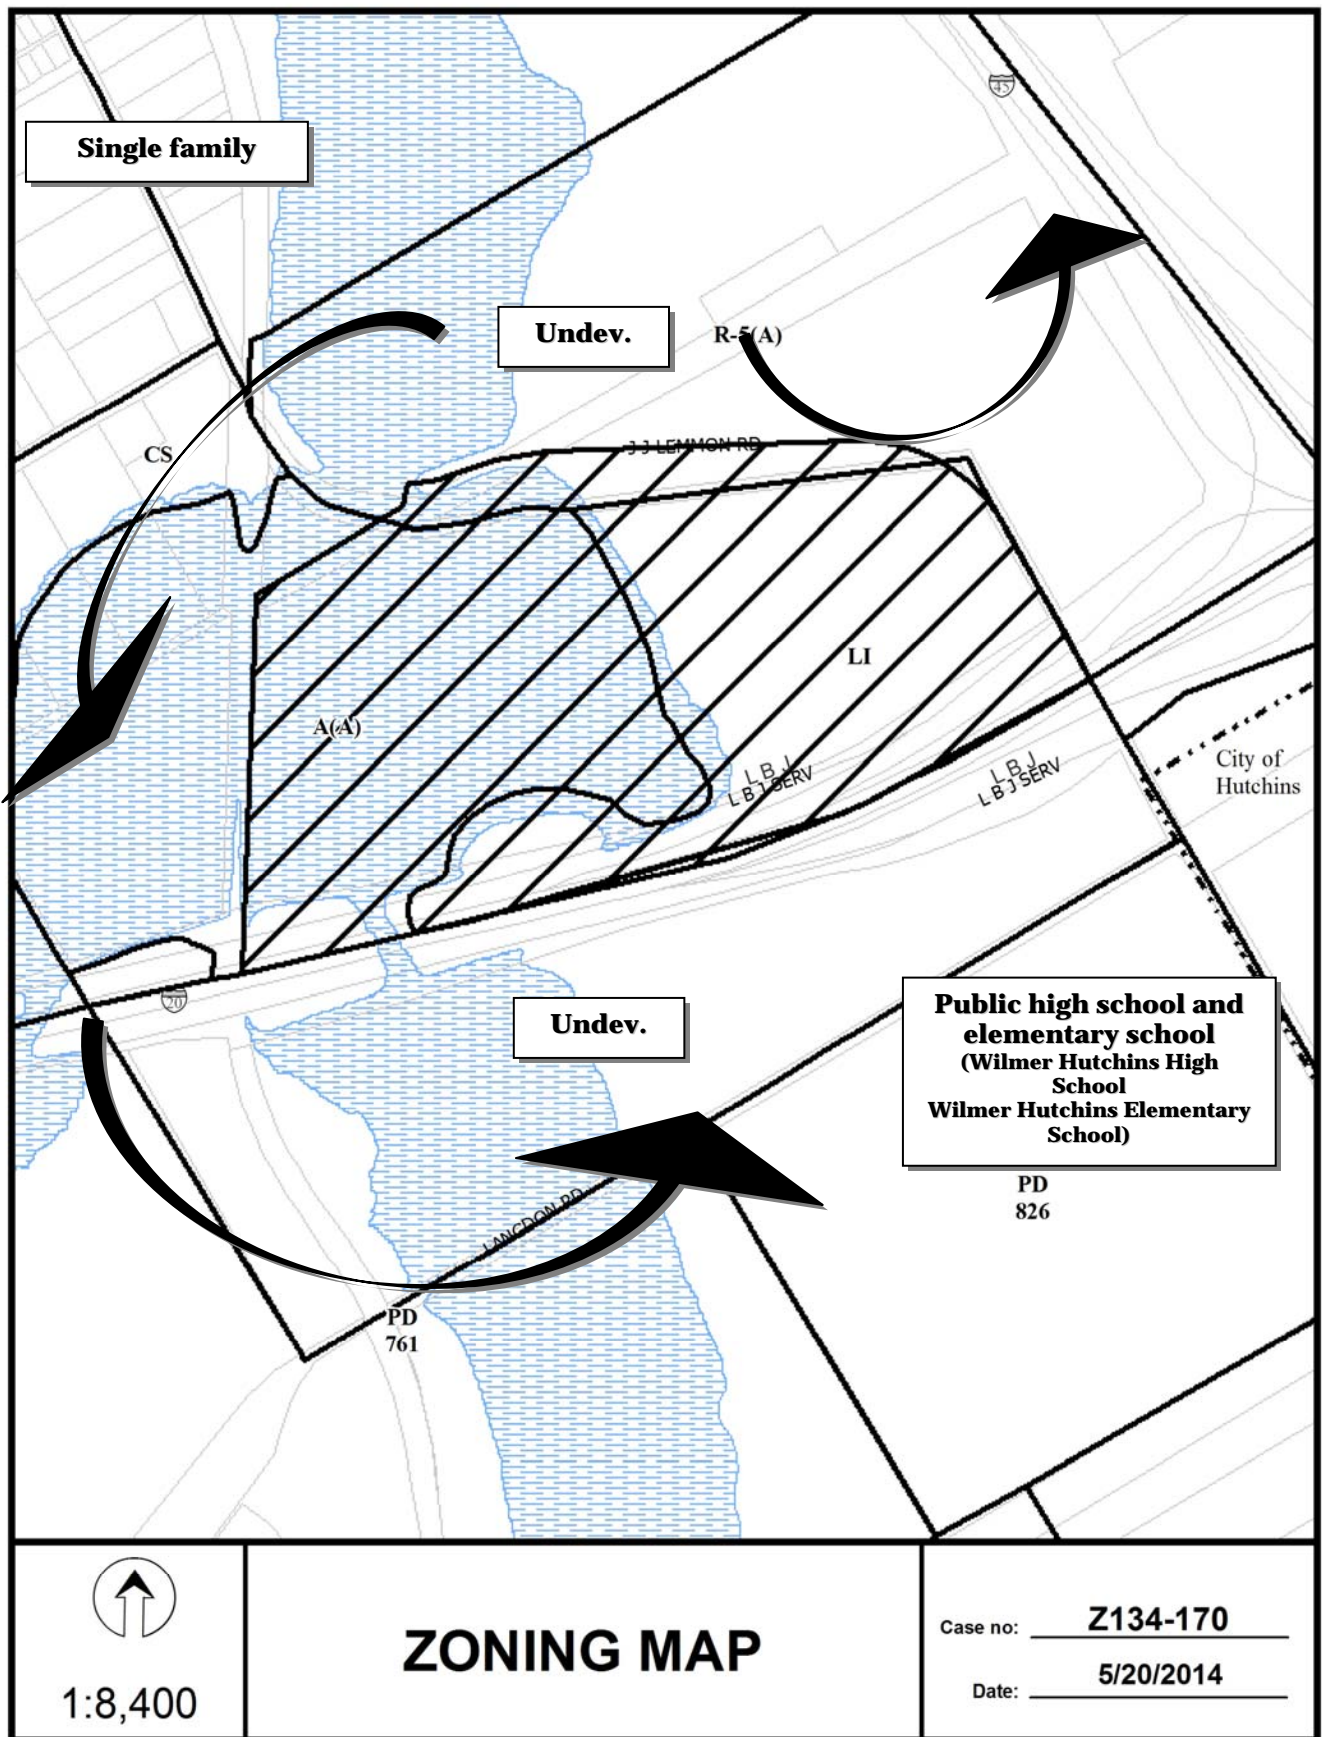 45
Single family
Undev.
R-5(A)
CS
J J LEMMON RD
LI
A(A)
L B J
L B J SERV
L B J
L B J SERV
City of
Hutchins
20
Undev.
Public high school and
elementary school
(Wilmer Hutchins High
School
Wilmer Hutchins Elementary
School)
PD
826
LANGDON RD
PD
761
1:8,400
ZONING MAP
Case no: Z134-170
Date: 5/20/2014